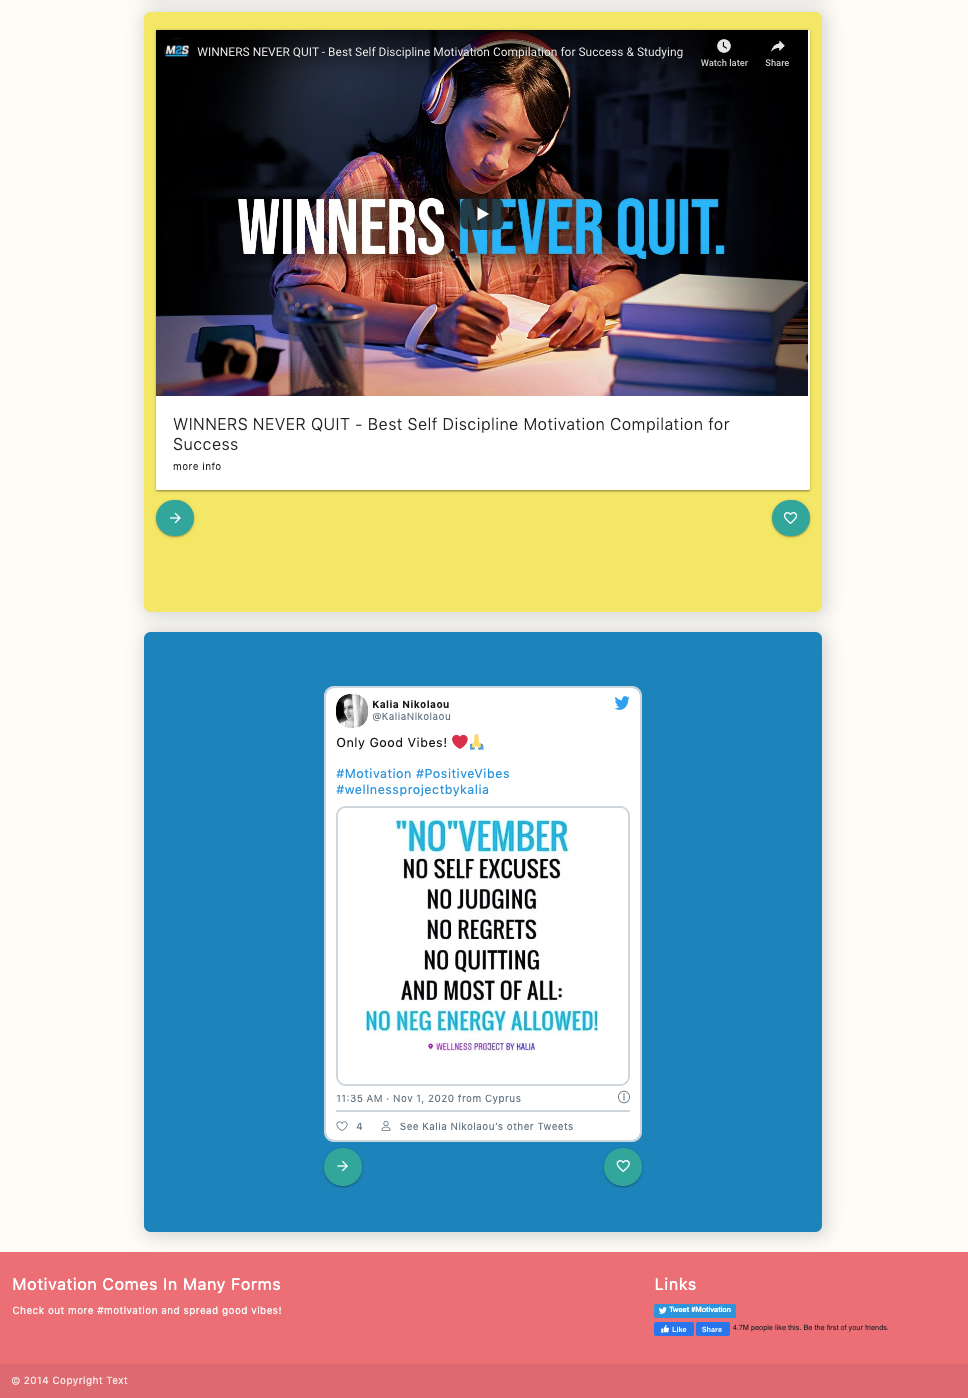 M2S WINNERS NEVER QUIT - Best Self Discipline Motivation Compilation for Success & Studying
Watch later
Share
WINNERS NEVER QUIT.
WINNERS NEVER QUIT - Best Self Discipline Motivation Compilation for
Success
more info
Kalia Nikolaou
@KaliaNikolaou
Only Good Vibes! ❤️🙏
#Motivation #PositiveVibes
#wellnessprojectbykalia
"NO"VEMBER
NO SELF EXCUSES
NO JUDGING
NO REGRETS
NO QUITTING
AND MOST OF ALL:
NO NEG ENERGY ALLOWED!
WELLNESS PROJECT BY KALIA
11:35 AM · Nov 1, 2020 from Cyprus
4 See Kalia Nikolaou's other Tweets
Motivation Comes In Many Forms
Check out more #motivation and spread good vibes!
Links
Tweet #Motivation
Like Share 4.7M people like this. Be the first of your friends.
© 2014 Copyright Text